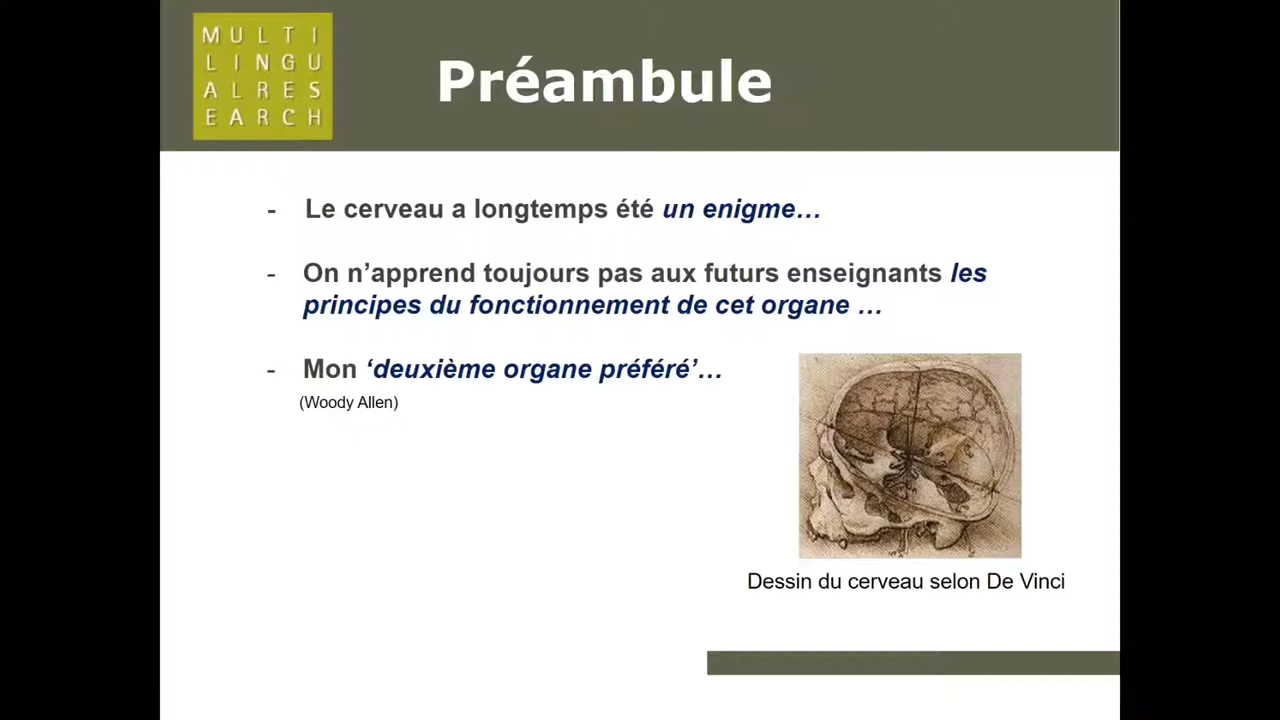 MULTI
LINGU
ALRES
EARCH
Préambule
- Le cerveau a longtemps été un enigme…
- On n’apprend toujours pas aux futurs enseignants les
principes du fonctionnement de cet organe …
- Mon ‘deuxième organe préféré’…
(Woody Allen)
Dessin du cerveau selon De Vinci